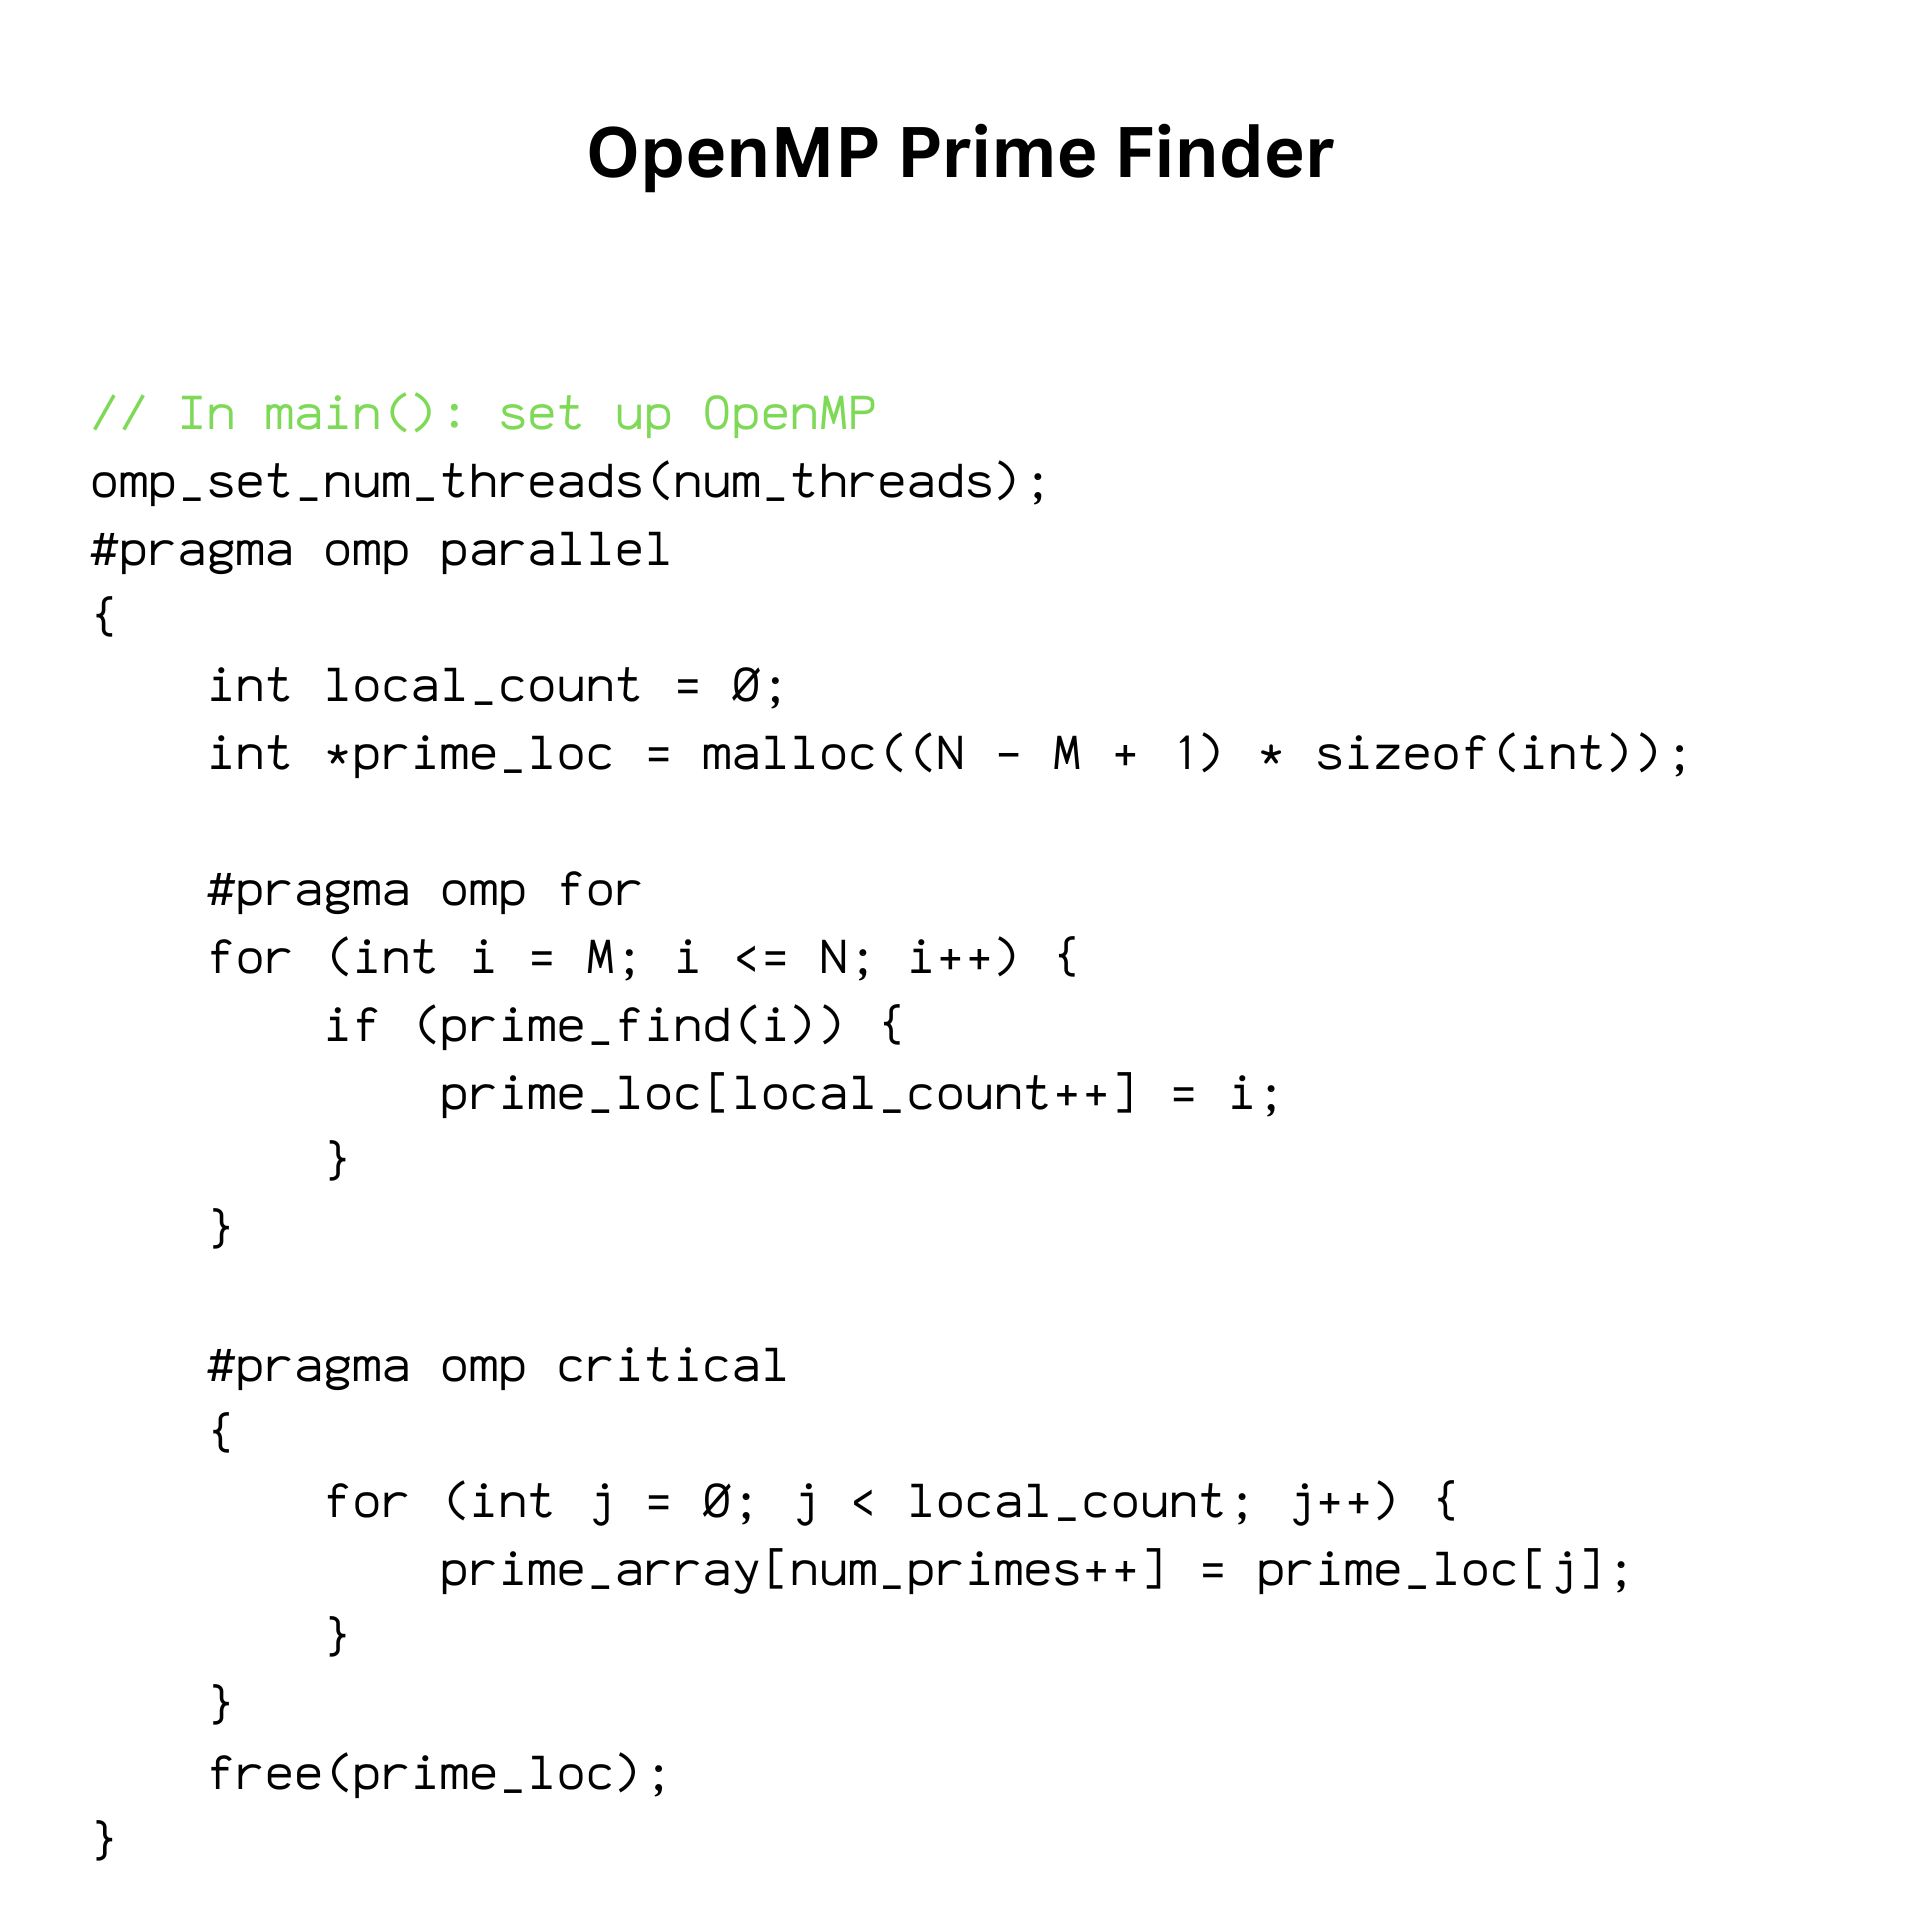 OpenMP Prime Finder
// In main(): set up OpenMP
omp_set_num_threads(num_threads);
#pragma omp parallel
{
    int local_count = 0;
    int *prime_loc = malloc((N - M + 1) * sizeof(int));

    #pragma omp for
    for (int i = M; i <= N; i++) {
        if (prime_find(i)) {
            prime_loc[local_count++] = i;
        }
    }

    #pragma omp critical
    {
        for (int j = 0; j < local_count; j++) {
            prime_array[num_primes++] = prime_loc[j];
        }
    }
    free(prime_loc);
}